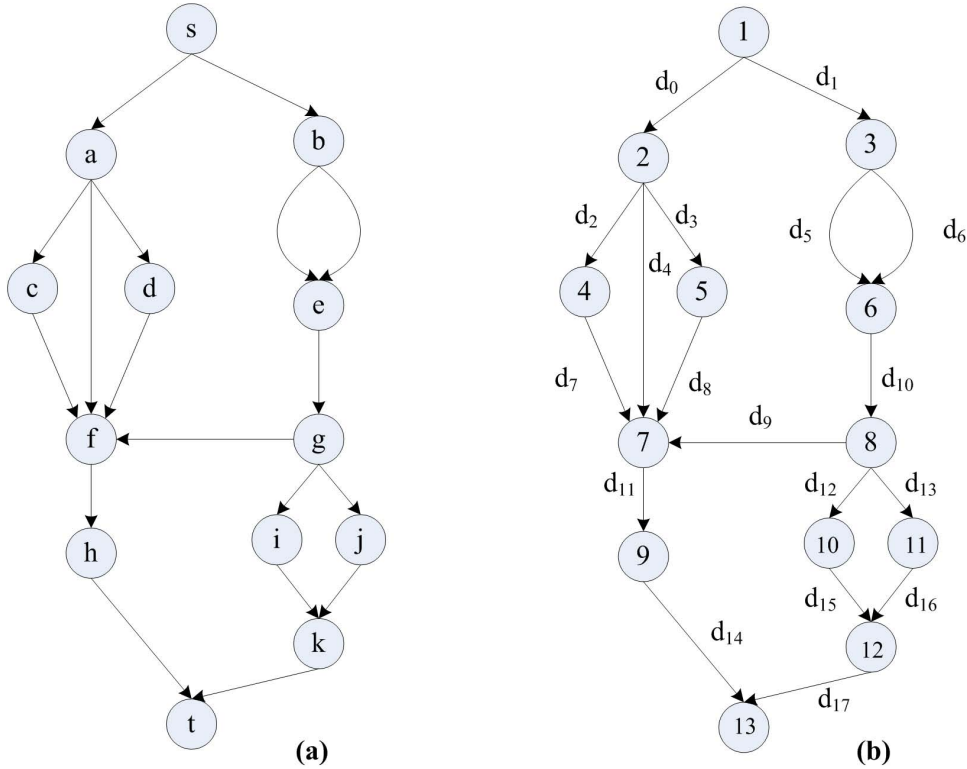 s
a
b
c
d
e
f
g
h
i
j
k
t
(a)
1
d₀
d₁
2
3
d₂
d₃
d₄
d₅
d₆
4
5
6
d₇
d₈
d₁₀
7
d₉
8
d₁₁
d₁₂
d₁₃
9
10
11
d₁₅
d₁₆
d₁₄
12
d₁₇
13
(b)